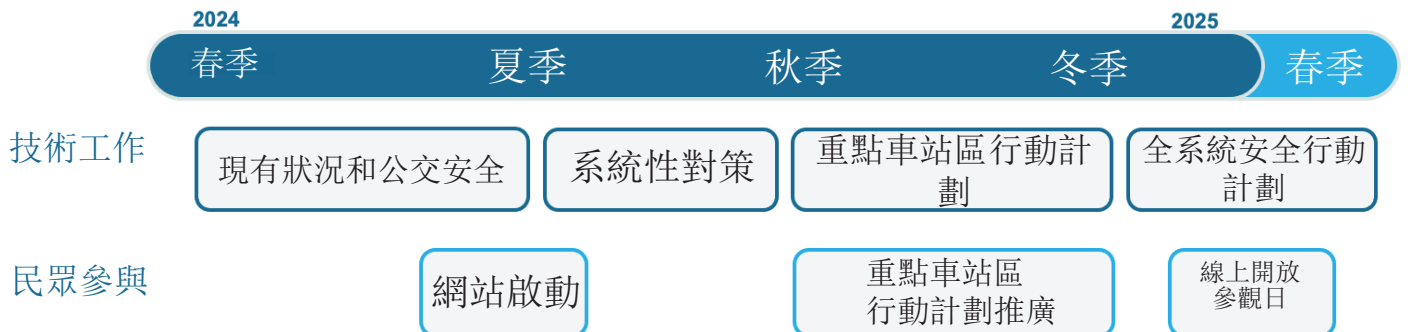 2024
2025
春季
夏季
秋季
冬季
春季
技術工作
現有狀況和公交安全
系統性對策
重點車站區行動計
劃
全系統安全行動
計劃
民眾參與
網站啟動
重點車站區
行動計劃推廣
線上開放
參觀日